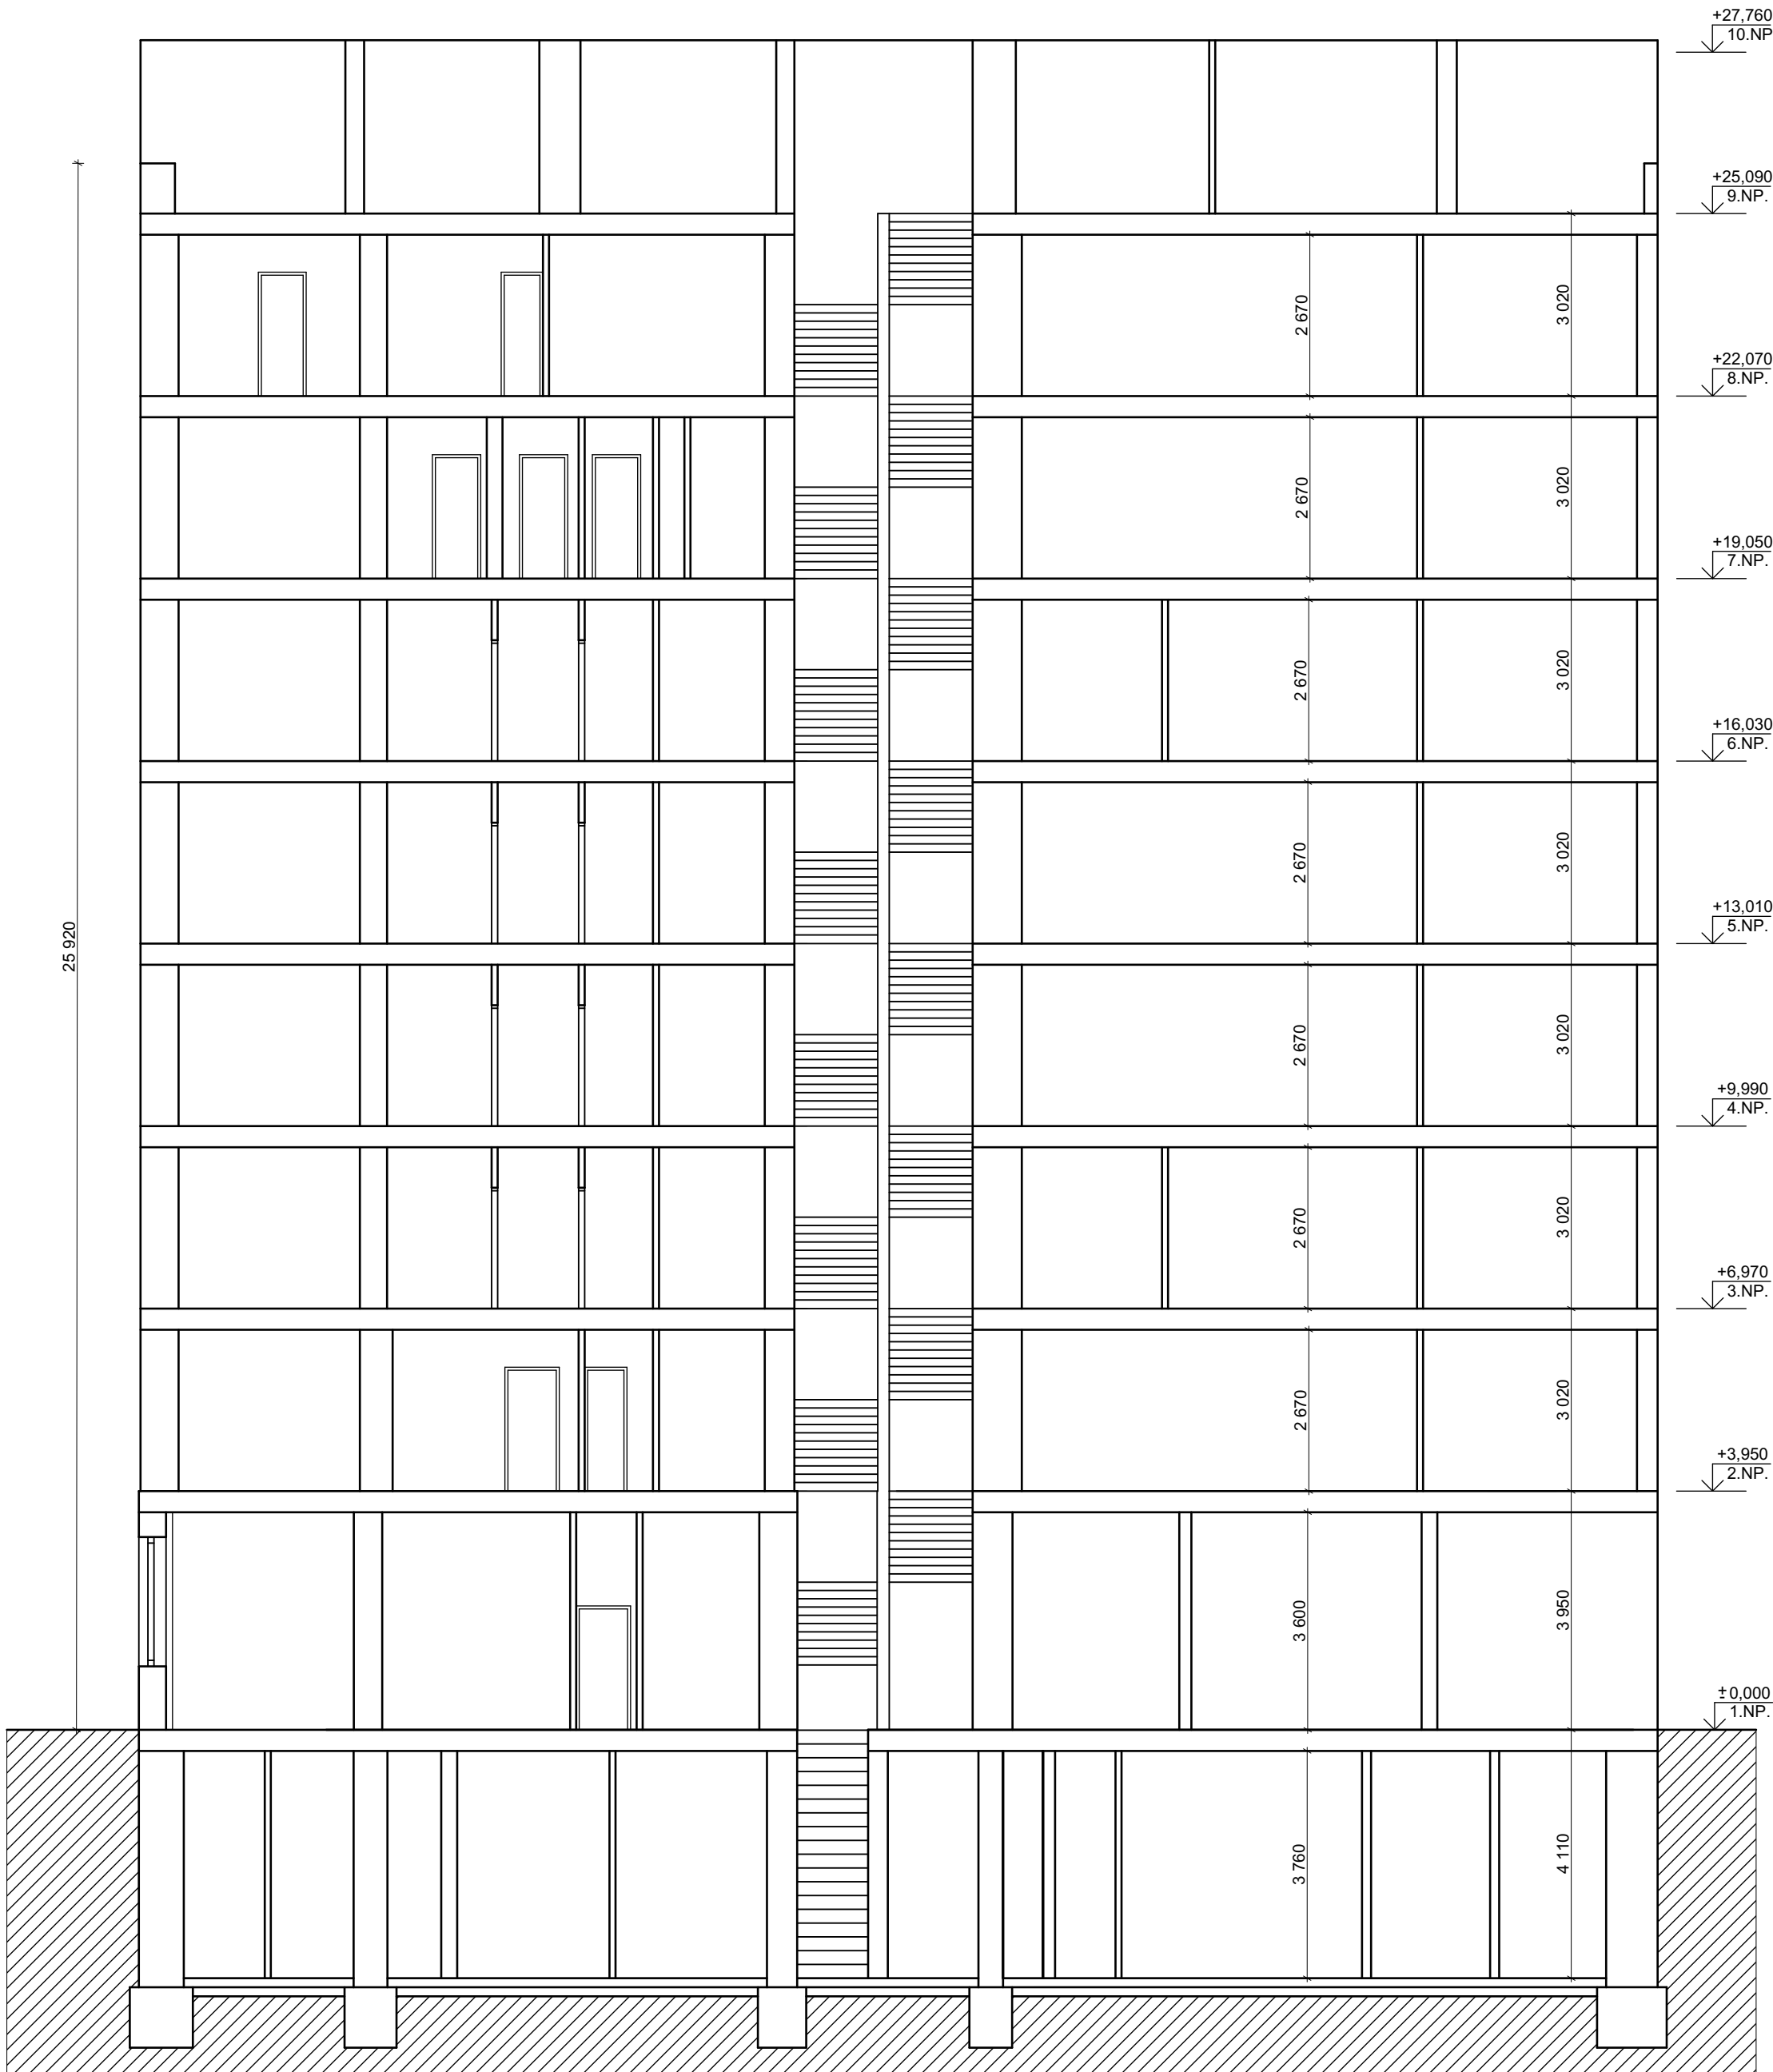 +27,760
10.NP
+25,090
9.NP.
2 670
3 020
+22,070
8.NP.
2 670
3 020
+19,050
7.NP.
2 670
3 020
+16,030
6.NP.
2 670
3 020
+13,010
5.NP.
25 920
2 670
3 020
+9,990
4.NP.
2 670
3 020
+6,970
3.NP.
2 670
3 020
+3,950
2.NP.
3 600
3 950
±0,000
1.NP.
3 760
4 110